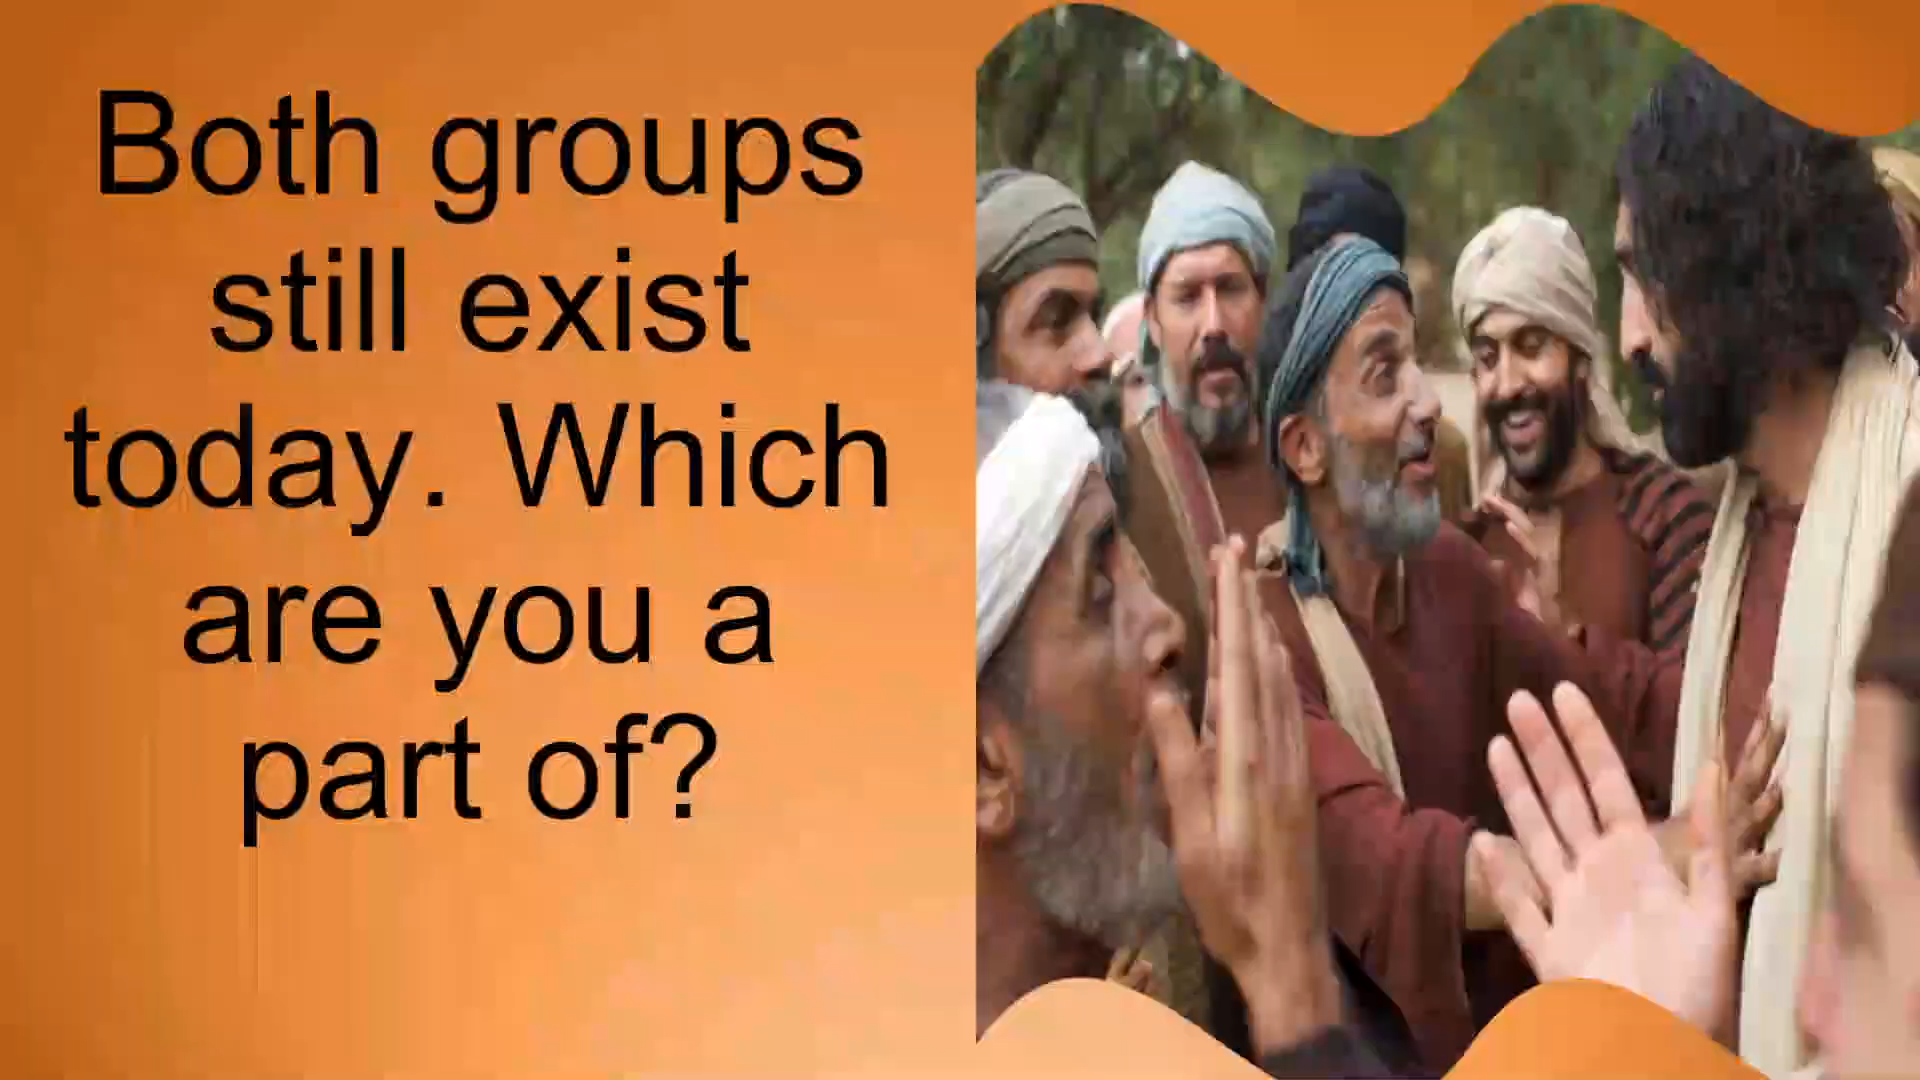 Both groups
still exist
today. Which
are you a
part of?